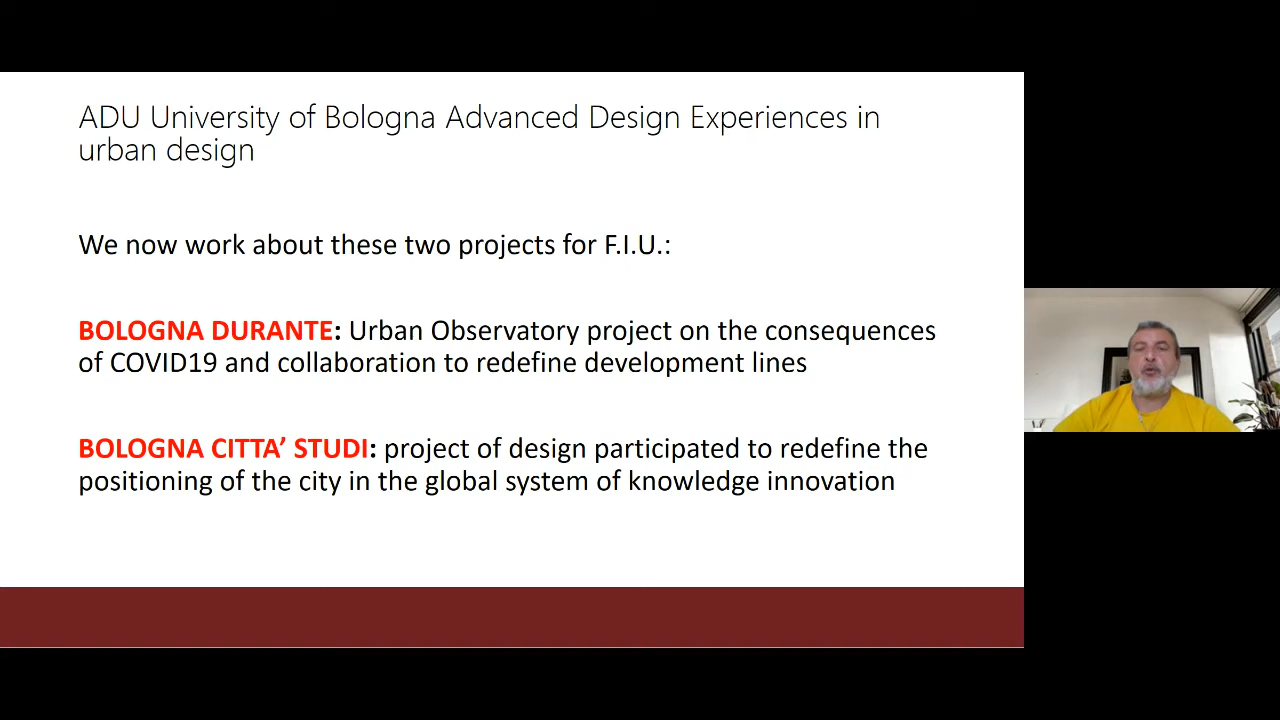 ADU University of Bologna Advanced Design Experiences in
urban design
We now work about these two projects for F.I.U.:
BOLOGNA DURANTE: Urban Observatory project on the consequences
of COVID19 and collaboration to redefine development lines
BOLOGNA CITTA’ STUDI: project of design participated to redefine the
positioning of the city in the global system of knowledge innovation